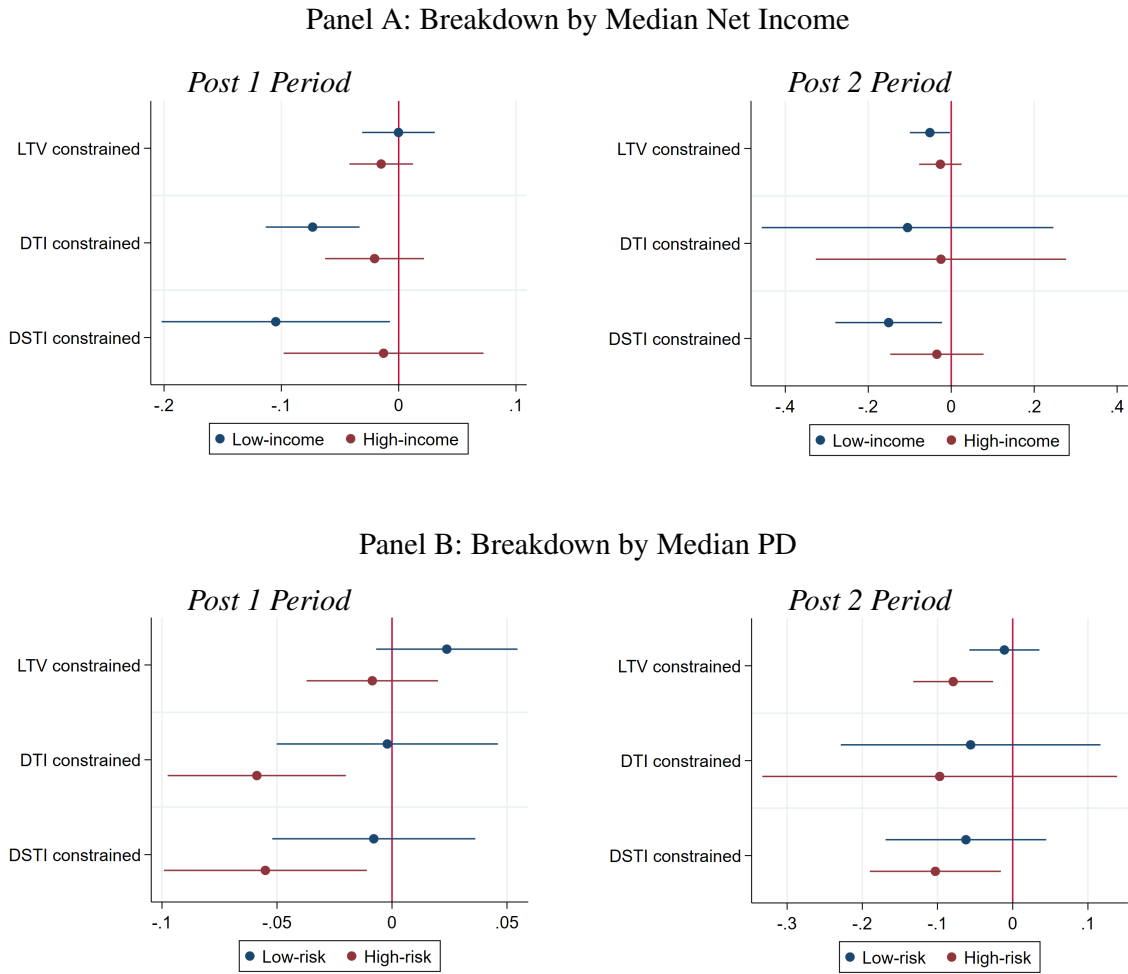 Panel A: Breakdown by Median Net Income
Post 1 Period
LTV constrained
DTI constrained
DSTI constrained
-.2 -.1 0 .1
Low-income High-income
Post 2 Period
LTV constrained
DTI constrained
DSTI constrained
-.4 -.2 0 .2 .4
Low-income High-income
Panel B: Breakdown by Median PD
Post 1 Period
LTV constrained
DTI constrained
DSTI constrained
-.1 -.05 0 .05
Low-risk High-risk
Post 2 Period
LTV constrained
DTI constrained
DSTI constrained
-.3 -.2 -.1 0 .1
Low-risk High-risk